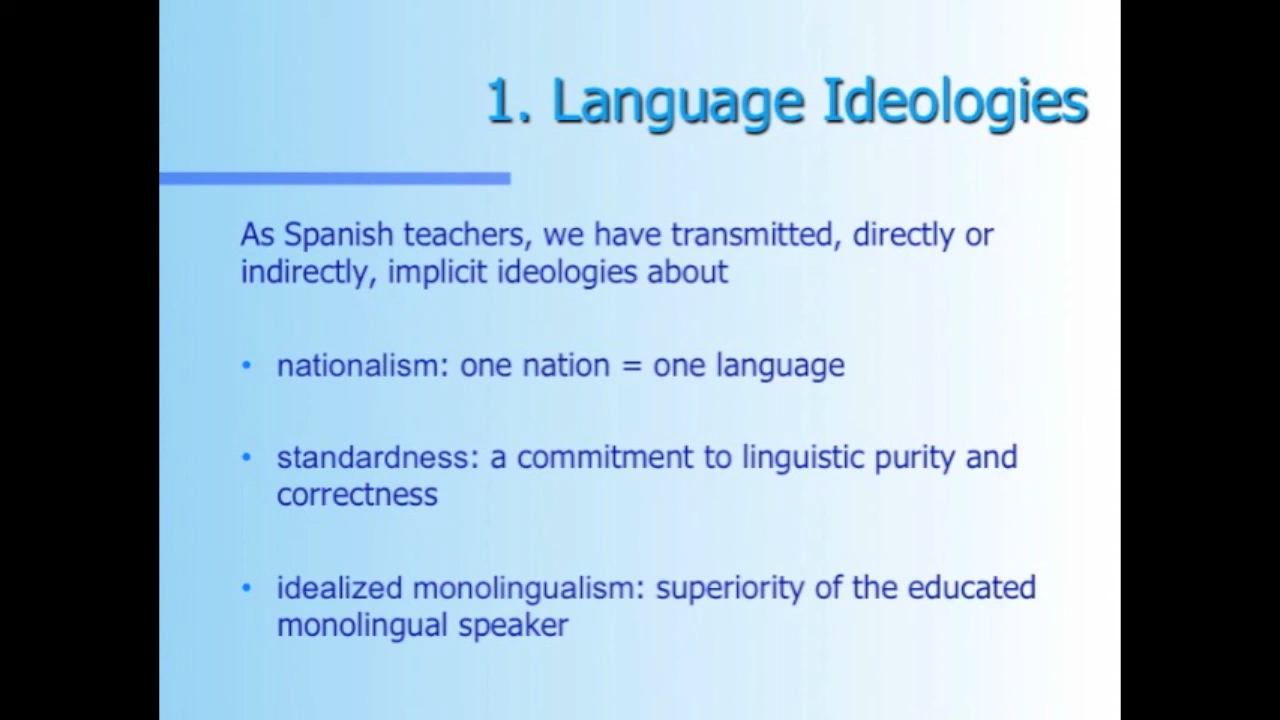 1. Language Ideologies
As Spanish teachers, we have transmitted, directly or
indirectly, implicit ideologies about
• nationalism: one nation = one language
• standardness: a commitment to linguistic purity and
correctness
• idealized monolingualism: superiority of the educated
monolingual speaker